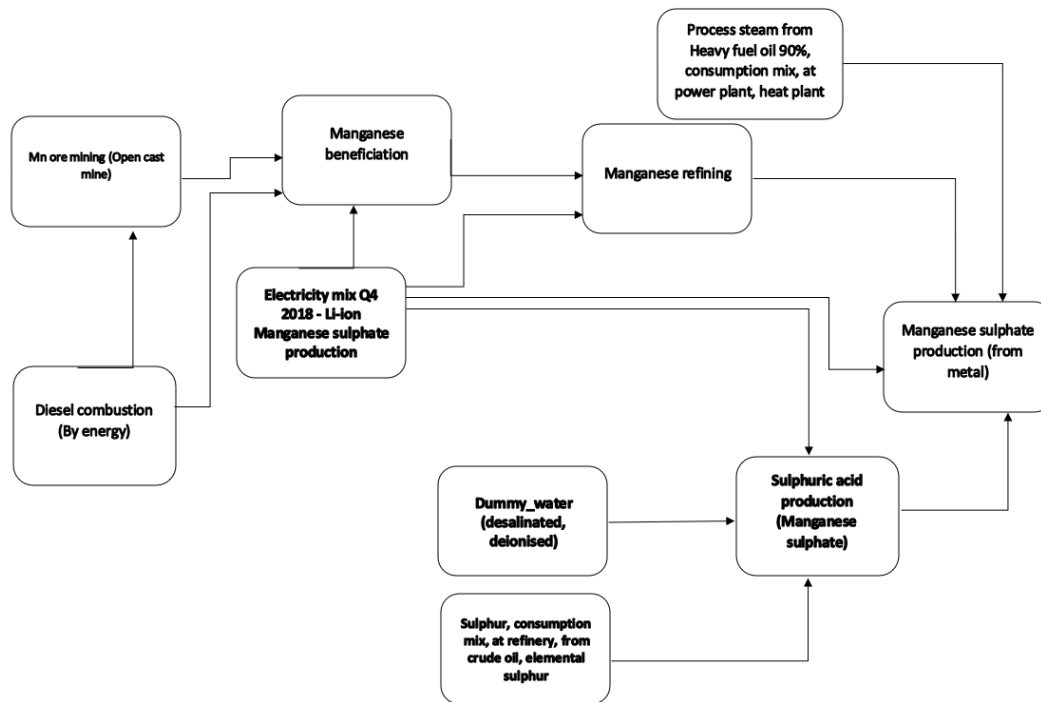 Process steam from
Heavy fuel oil 90%,
consumption mix, at
power plant, heat plant
Mn ore mining (Open cast
mine)
Manganese
beneficiation
Manganese refining
Electricity mix Q4
2018 - Li-ion
Manganese sulphate
production
Manganese sulphate
production (from
metal)
Diesel combustion
(By energy)
Dummy_water
(desalinated,
deionised)
Sulphuric acid
production
(Manganese
sulphate)
Sulphur, consumption
mix, at refinery, from
crude oil, elemental
sulphur